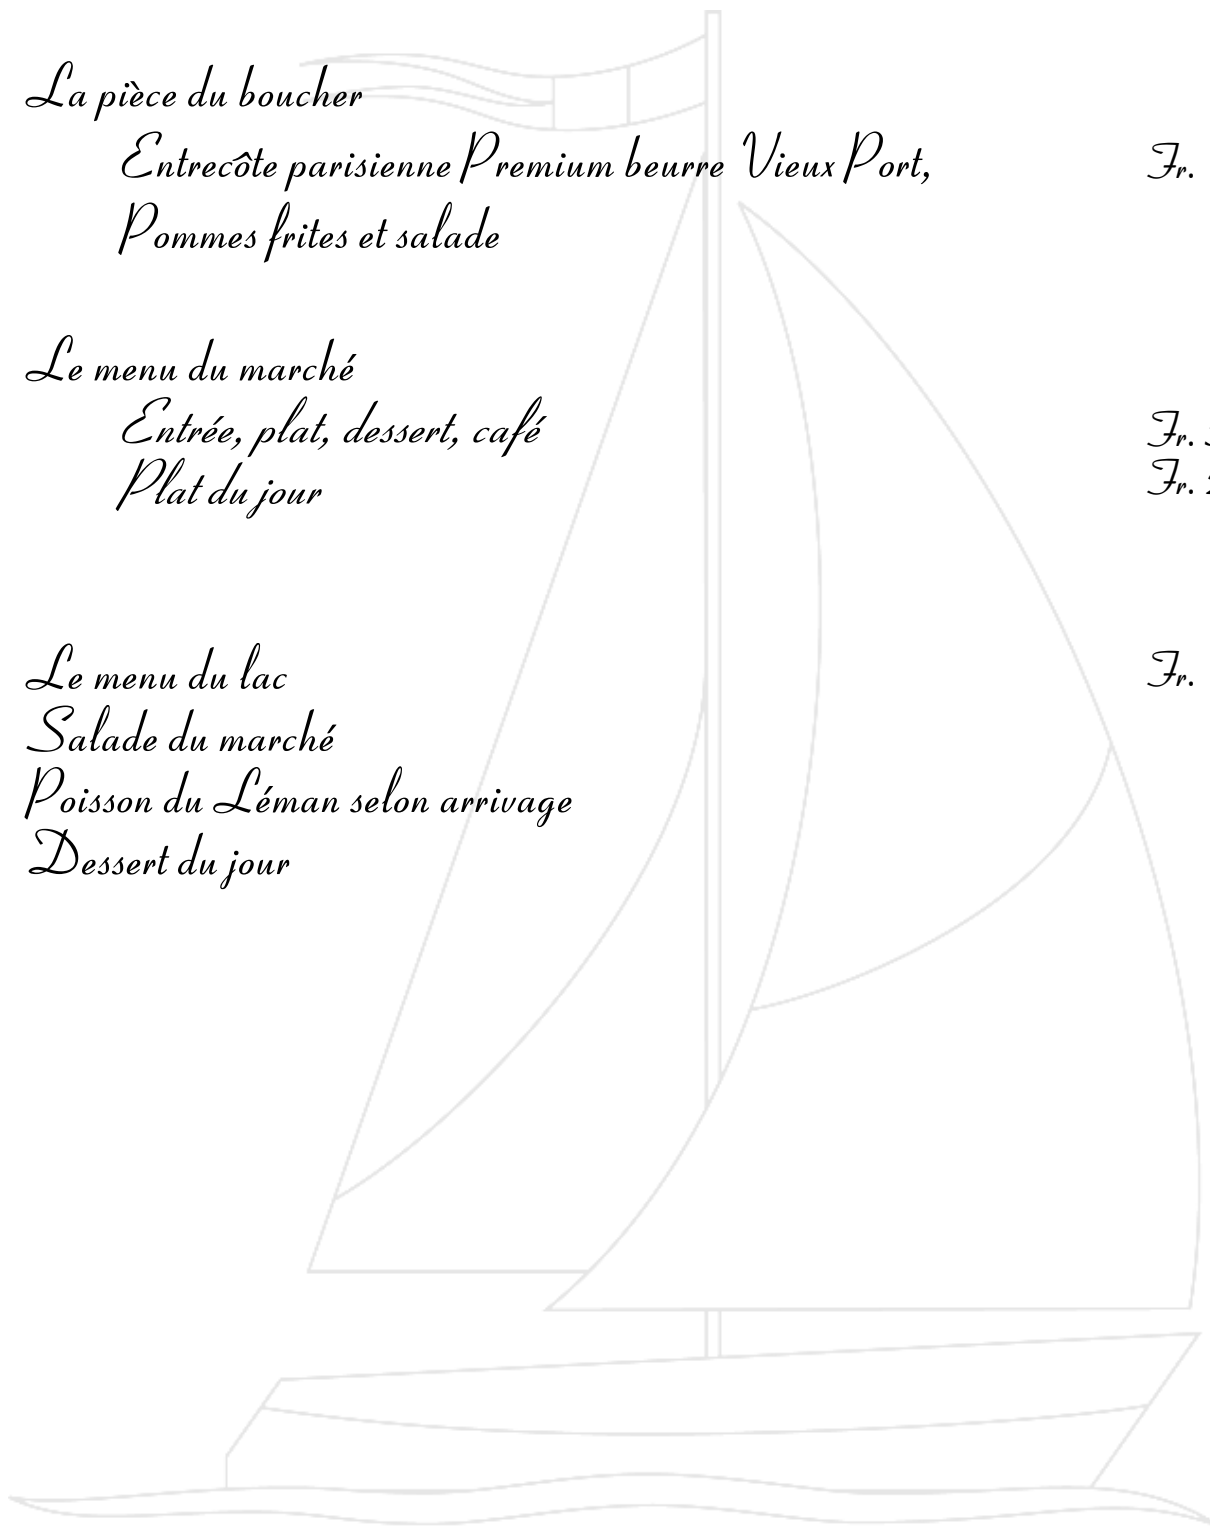 La pièce du boucher
Entrecôte parisienne Premium beurre Vieux Port, Fr.
Pommes frites et salade
Le menu du marché
Entrée, plat, dessert, café Fr.
Plat du jour Fr.
Le menu du lac Fr.
Salade du marché
Poisson du Léman selon arrivage
Dessert du jour